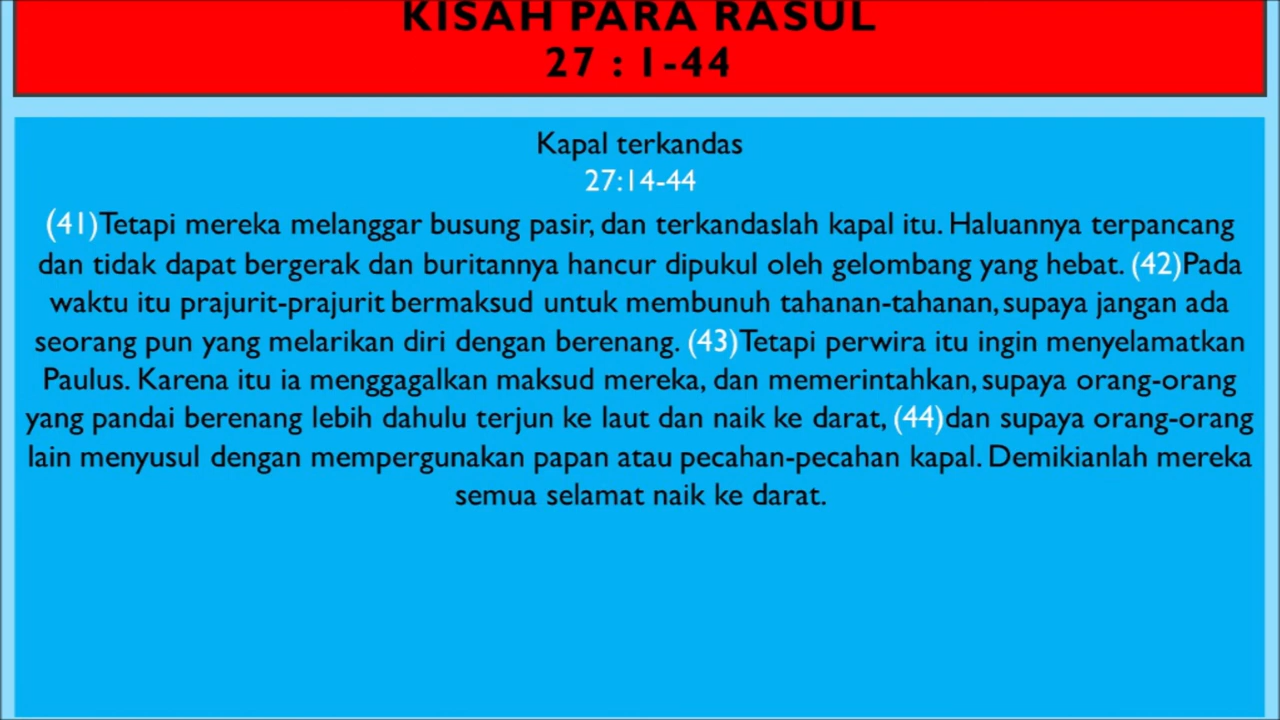 KISAH PARA RASUL
27 : 1-44
Kapal terkandas
27:14-44
(41)Tetapi mereka melanggar busung pasir, dan terkandaslah kapal itu. Haluannya terpancang
dan tidak dapat bergerak dan buritannya hancur dipukul oleh gelombang yang hebat. (42)Pada
waktu itu prajurit-prajurit bermaksud untuk membunuh tahanan-tahanan, supaya jangan ada
seorang pun yang melarikan diri dengan berenang. (43)Tetapi perwira itu ingin menyelamatkan
Paulus. Karena itu ia menggagalkan maksud mereka, dan memerintahkan, supaya orang-orang
yang pandai berenang lebih dahulu terjun ke laut dan naik ke darat, (44)dan supaya orang-orang
lain menyusul dengan mempergunakan papan atau pecahan-pecahan kapal. Demikianlah mereka
semua selamat naik ke darat.